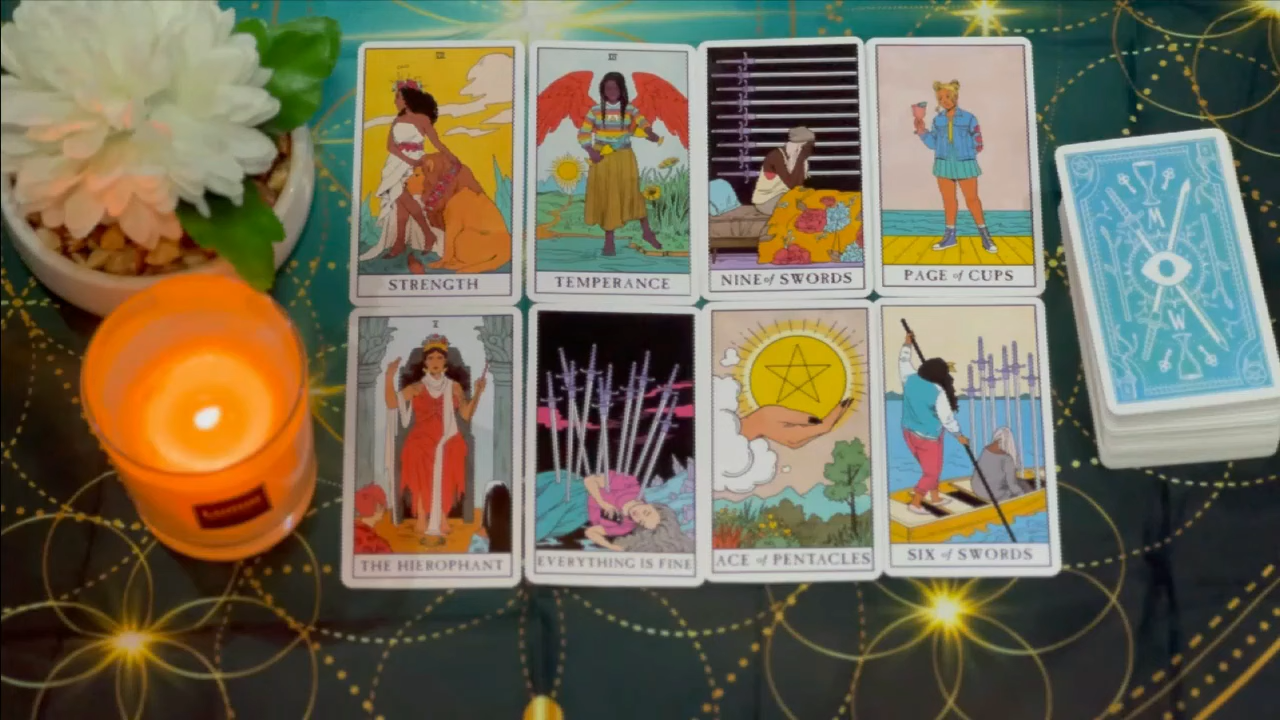 STRENGTH
TEMPERANCE
NINE of SWORDS
PAGE of CUPS
M
W
V
THE HIEROPHANT
EVERYTHING IS FINE
ACE of PENTACLES
SIX of SWORDS